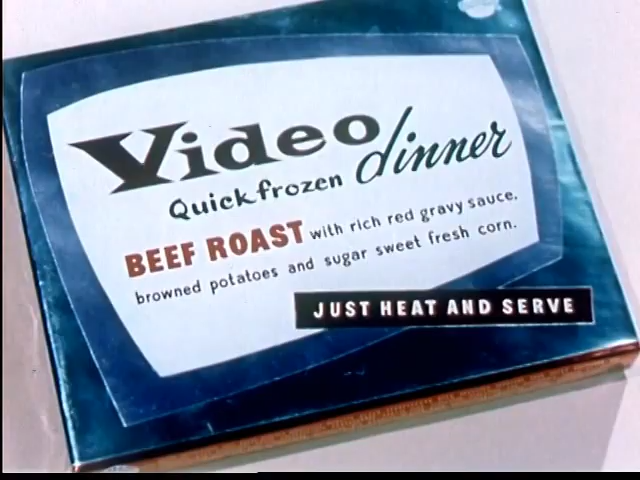 Video dinner
Quick frozen
BEEF ROAST with rich red gravy sauce,
browned potatoes and sugar sweet fresh corn.
JUST HEAT AND SERVE